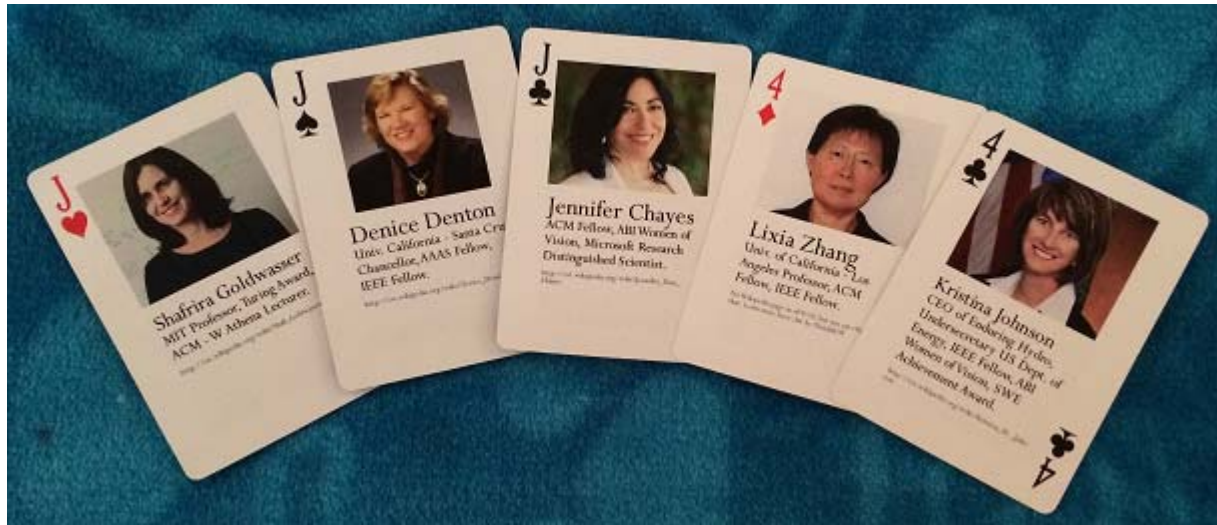 J
Shafrira Goldwasser
MIT Professor, Turing Award,
ACM - W Athena Lecturer.
J
Denice Denton
Univ. California - Santa Cru
Chancellor, AAAS Fellow,
IEEE Fellow.
J
Jennifer Chayes
ACM Fellow, ABI Women of
Vision, Microsoft Research
Distinguished Scientist.
4
Lixia Zhang
Univ. of California - Los
Angeles Professor, ACM
Fellow, IEEE Fellow.
4
Kristina Johnson
CEO of Enduring Hydro,
Undersecretary US Dept. of
Energy, IEEE Fellow, ABI
Women of Vision, SWE
Achievement Award.
4